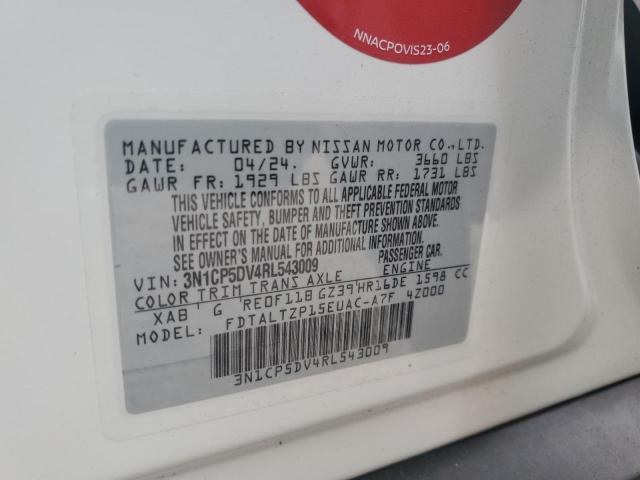 NNACPOVIS23-06
MANUFACTURED BY NISSAN MOTOR CO.,LTD.
DATE: 04/24. GVWR: 3660 LBS
GAWR FR: 1929 LBS GAWR RR: 1731 LBS
THIS VEHICLE CONFORMS TO ALL APPLICABLE FEDERAL MOTOR
VEHICLE SAFETY, BUMPER AND THEFT PREVENTION STANDARDS
IN EFFECT ON THE DATE OF MANUFACTURE SHOWN ABOVE.
SEE OWNER'S MANUAL FOR ADDITIONAL INFORMATION. PASSENGER CAR.
VIN: 3N1CP5DV4RL543009
COLOR TRIM TRANS AXLE ENGINE
XAB G RE0F11B GZ39 HR16DE 1598 CC
MODEL: FDTALTZP15EUAC-A7F 4Z000
3N1CP5DV4RL543009